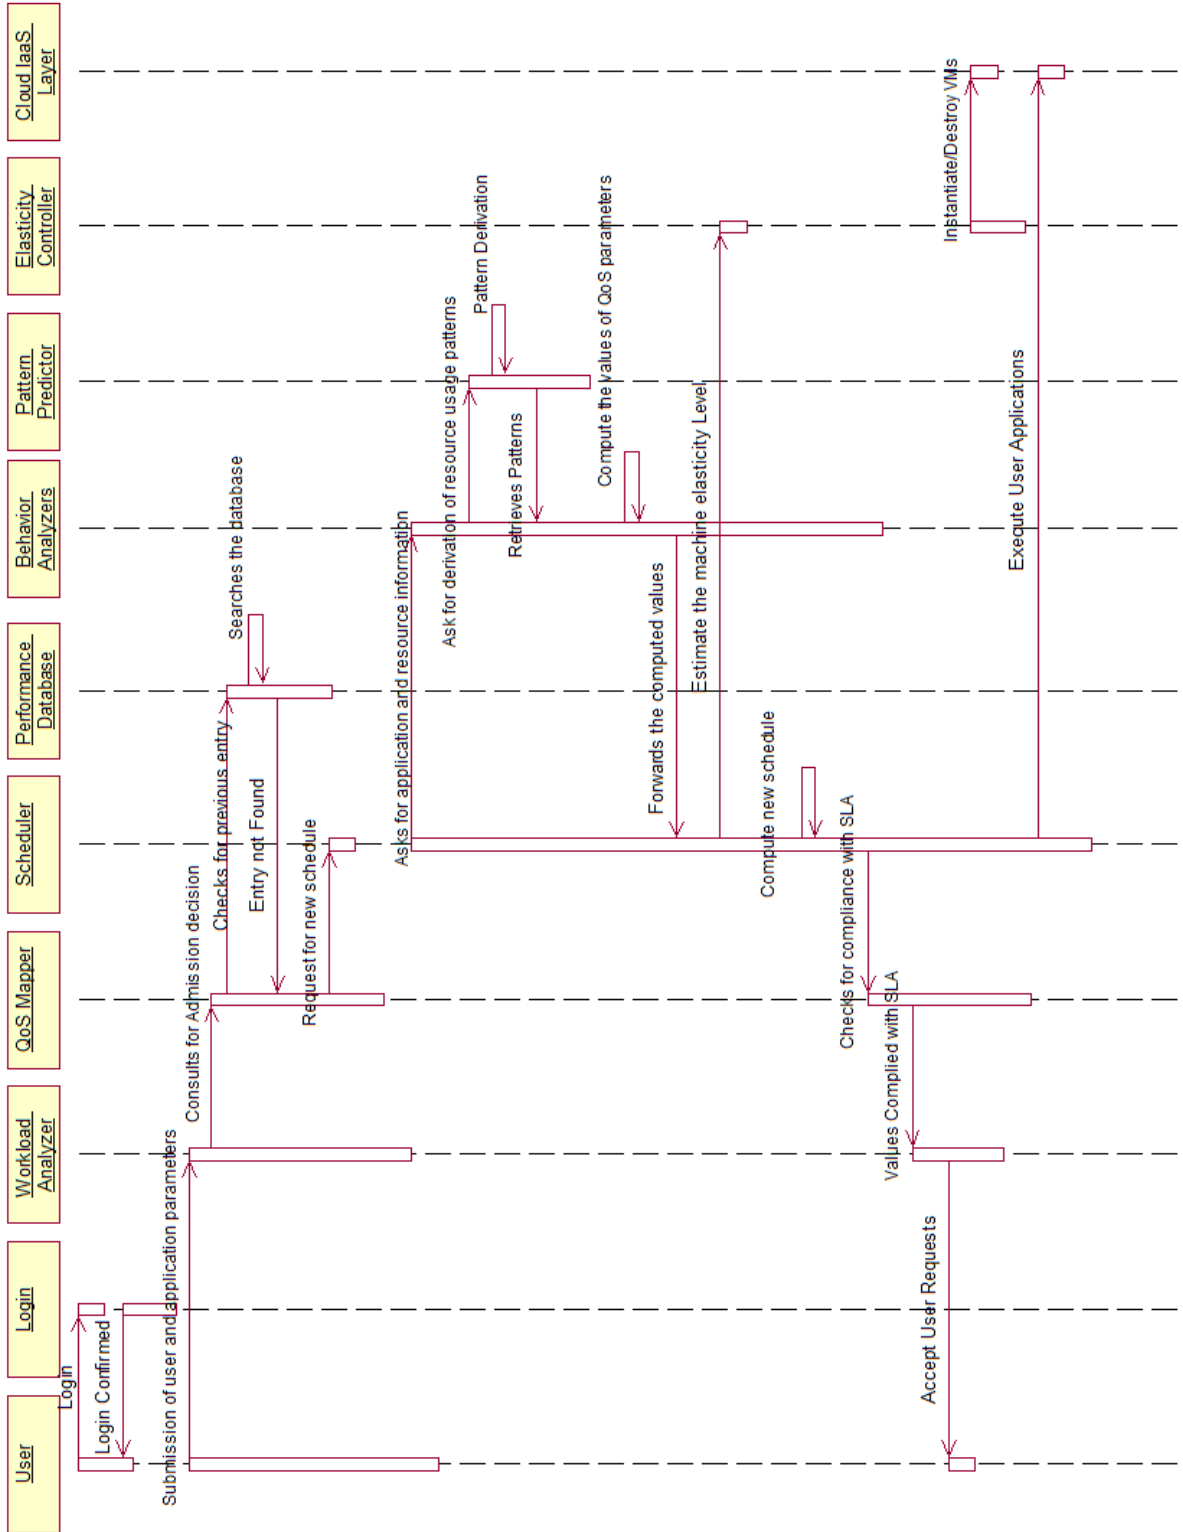 User
Login
Workload
Analyzer
QoS Mapper
Scheduler
Performance
Database
Behavior
Analyzers
Pattern
Predictor
Elasticity
Controller
Cloud IaaS
Layer
Login
Login Confirmed
Submission of user and application parameters
Consults for Admission decision
Checks for previous entry
Searches the database
Entry not Found
Request for new schedule
Asks for application and resource information
Ask for derivation of resource usage patterns
Pattern Derivation
Retrieves Patterns
Compute the values of QoS parameters
Forwards the computed values
Estimate the machine elasticity Level
Compute new schedule
Checks for compliance with SLA
Values Complied with SLA
Accept User Requests
Instantiate/Destroy VMs
Execute User Applications